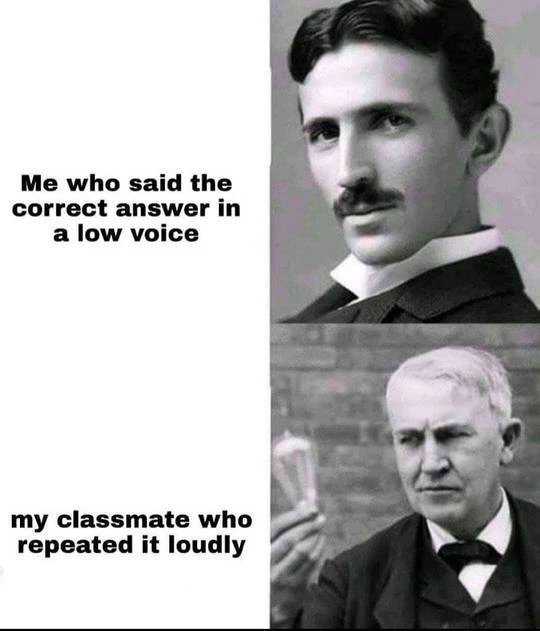 Me who said the
correct answer in
a low voice
my classmate who
repeated it loudly